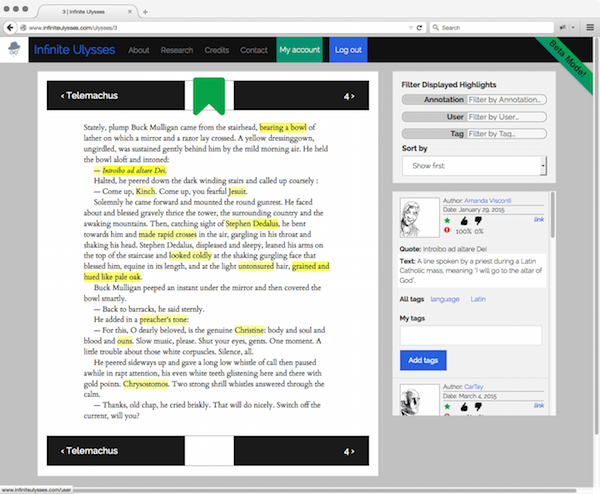 3 | Infinite Ulysses
www.infiniteulysses.com/ulysses/3
Search
Infinite Ulysses
About
Research
Credits
Contact
My account
Log out
Beta Mode!
‹ Telemachus
4 ›
Stately, plump Buck Mulligan came from the stairhead, bearing a bowl of
lather on which a mirror and a razor lay crossed. A yellow dressinggown,
ungirdled, was sustained gently behind him by the mild morning air. He held
the bowl aloft and intoned:
— Introibo ad altare Dei.
Halted, he peered down the dark winding stairs and called up coarsely :
— Come up, Kinch. Come up, you fearful Jesuit.
Solemnly he came forward and mounted the round gunrest. He faced
about and blessed gravely thrice the tower, the surrounding country and the
awaking mountains. Then, catching sight of Stephen Dedalus, he bent
towards him and made rapid crosses in the air, gargling in his throat and
shaking his head. Stephen Dedalus, displeased and sleepy, leaned his arms on
the top of the staircase and looked coldly at the shaking gurgling face that
blessed him, equine in its length, and at the light untonsured hair, grained and
hued like pale oak.
Buck Mulligan peeped an instant under the mirror and then covered the
bowl smartly.
— Back to barracks, he said sternly.
He added in a preacher's tone:
— For this, O dearly beloved, is the genuine Christine: body and soul and
blood and ouns. Slow music, please. Shut your eyes, gents. One moment. A
little trouble about those white corpuscles. Silence, all.
He peered sideways up and gave a long low whistle of call then paused
awhile in rapt attention, his even white teeth glistening here and there with
gold points. Chrysostomos. Two strong shrill whistles answered through the
calm.
— Thanks, old chap, he cried briskly. That will do nicely. Switch off the
current, will you?
‹ Telemachus
4 ›
Filter Displayed Highlights
Annotation
Filter by Annotation...
User
Filter by User...
Tag
Filter by Tag...
Sort by
Show first:
Author: Amanda Visconti
Date: January 29, 2015
link
100% 0%
Quote: Introibo ad altare Dei
Text: A line spoken by a priest during a Latin
Catholic mass, meaning "I will go to the altar of
God".
All tags
language
Latin
My tags
Add tags
Author: CarTay
Date: March 4, 2015
link
www.infiniteulysses.com/user